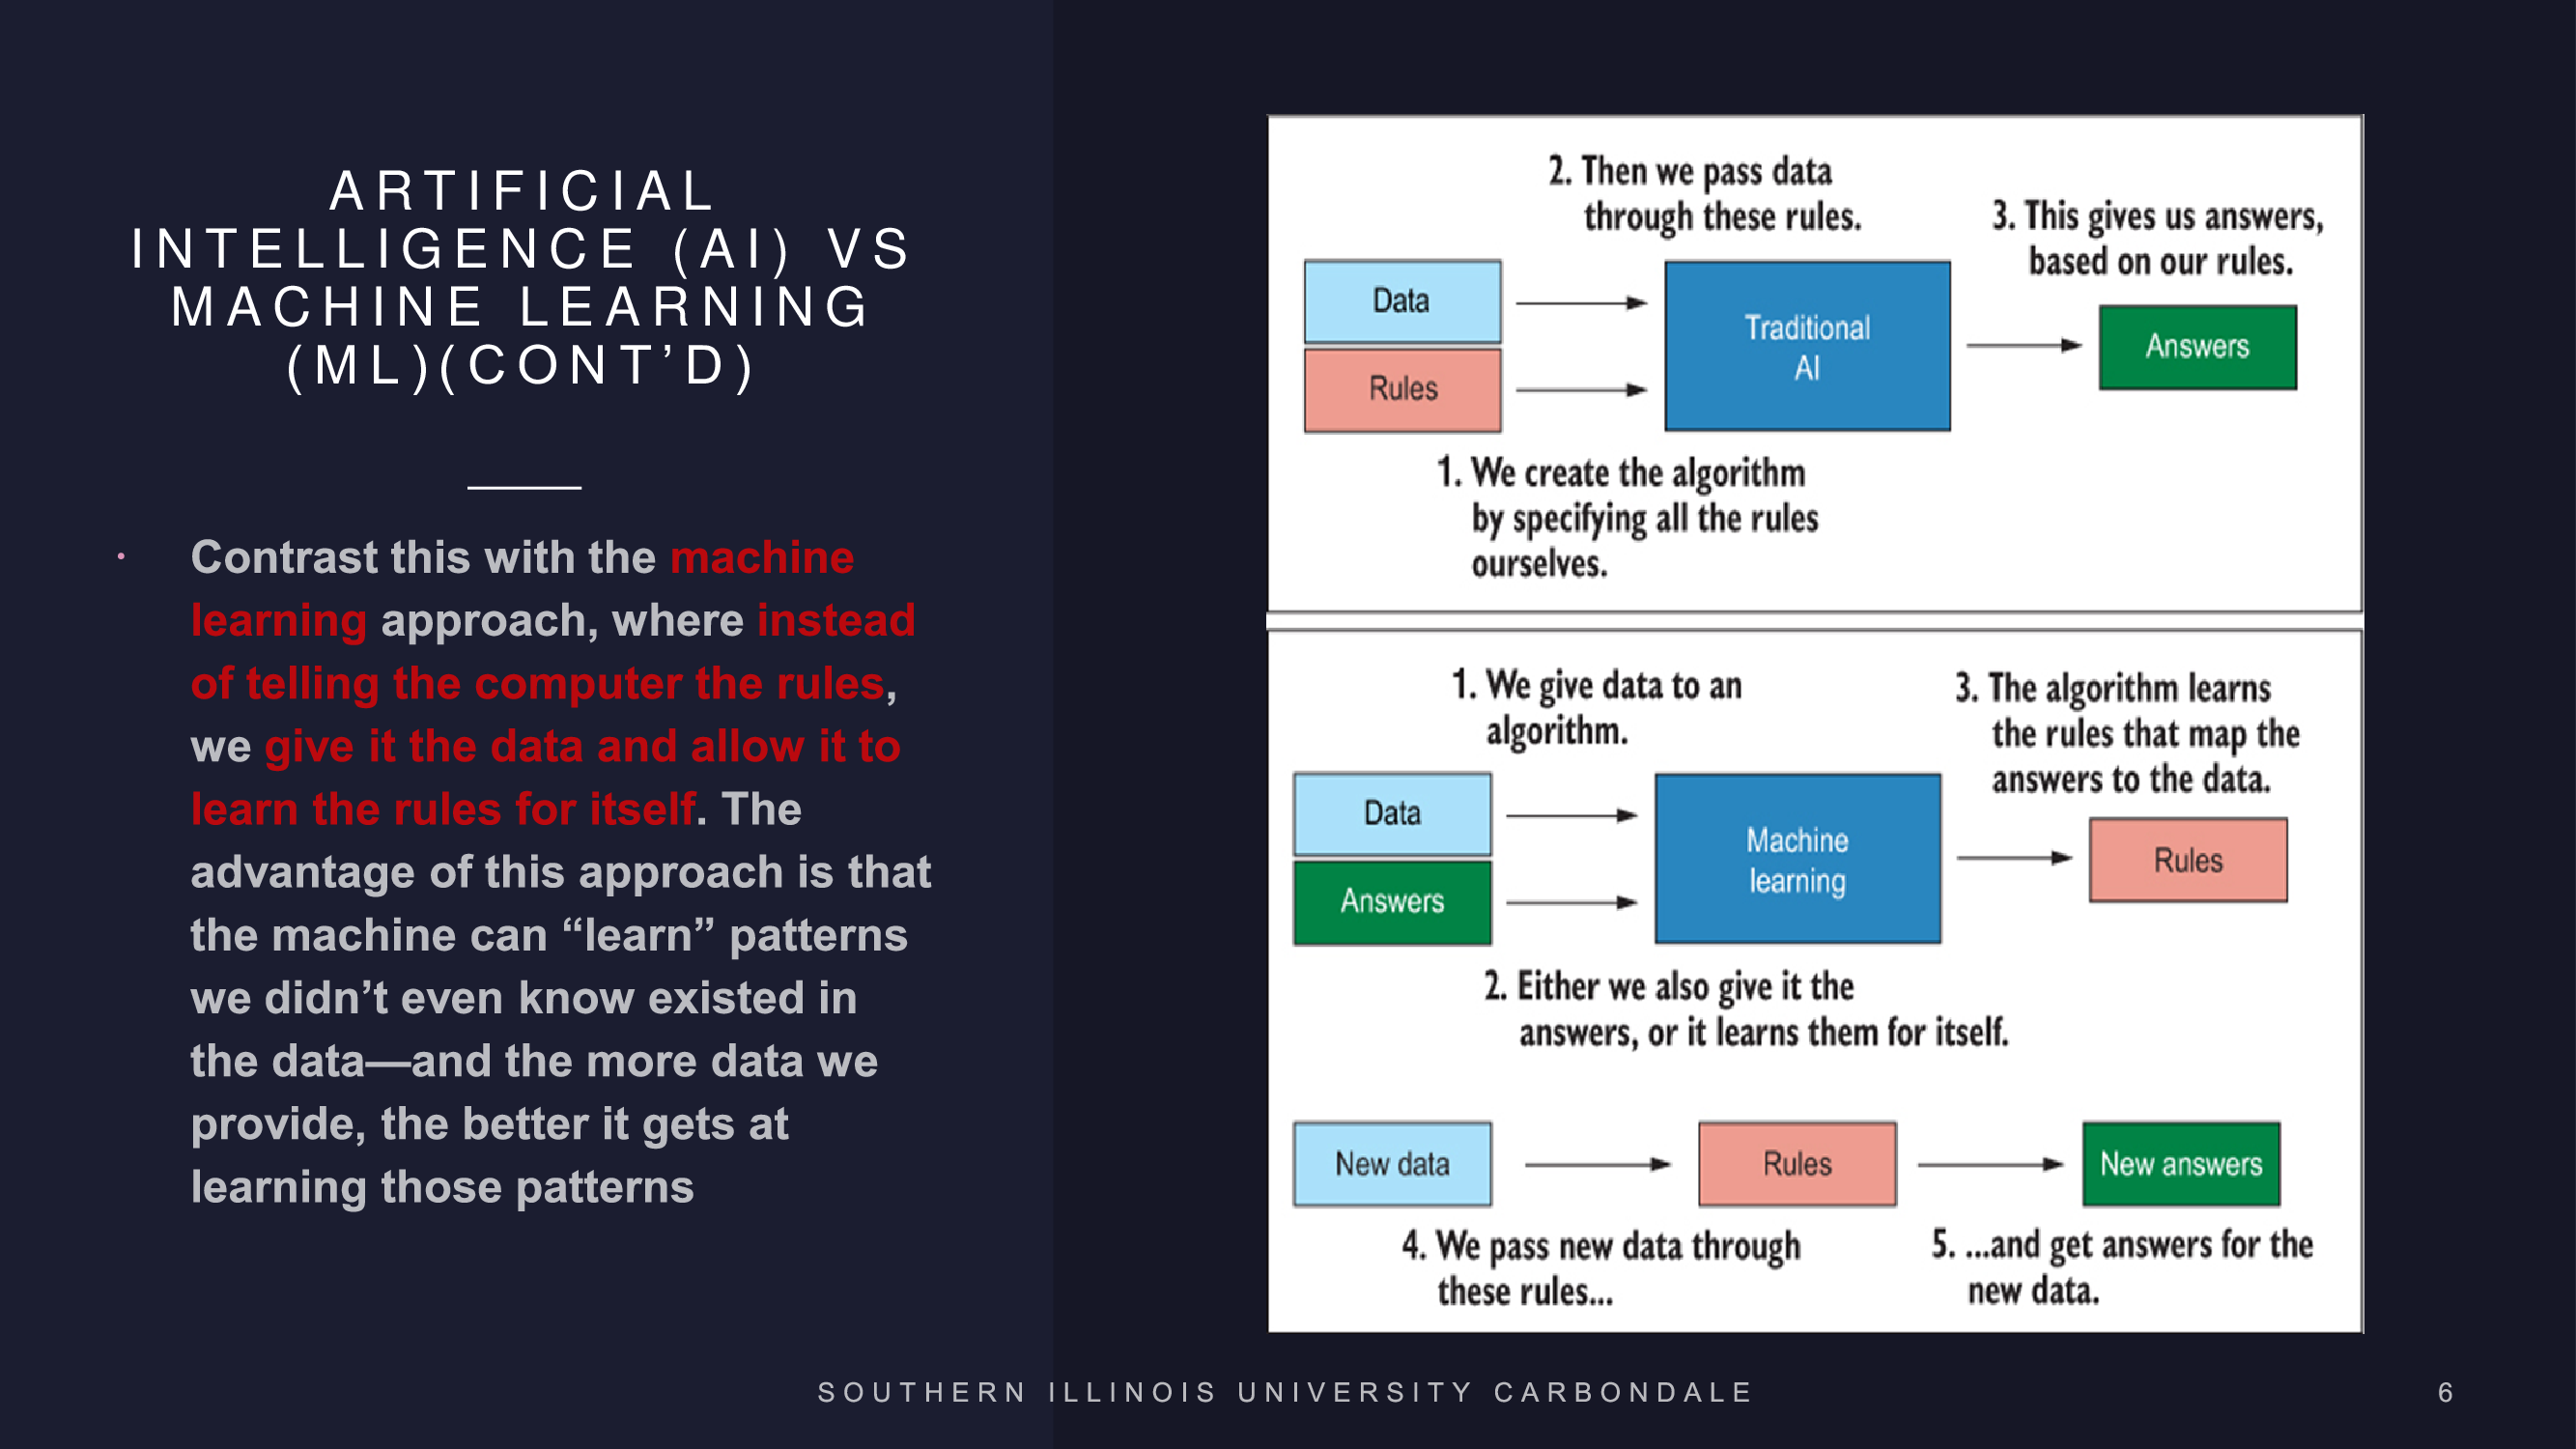 ARTIFICIAL
INTELLIGENCE (AI) VS
MACHINE LEARNING
(ML)(CONT’D)
· Contrast this with the machine
learning approach, where instead
of telling the computer the rules,
we give it the data and allow it to
learn the rules for itself. The
advantage of this approach is that
the machine can “learn” patterns
we didn’t even know existed in
the data—and the more data we
provide, the better it gets at
learning those patterns
2. Then we pass data
through these rules.
3. This gives us answers,
based on our rules.
Data
Rules
Traditional
AI
Answers
1. We create the algorithm
by specifying all the rules
ourselves.
1. We give data to an
algorithm.
3. The algorithm learns
the rules that map the
answers to the data.
Data
Answers
Machine
learning
Rules
2. Either we also give it the
answers, or it learns them for itself.
New data
Rules
New answers
4. We pass new data through
these rules...
5. ...and get answers for the
new data.
SOUTHERN ILLINOIS UNIVERSITY CARBONDALE
6